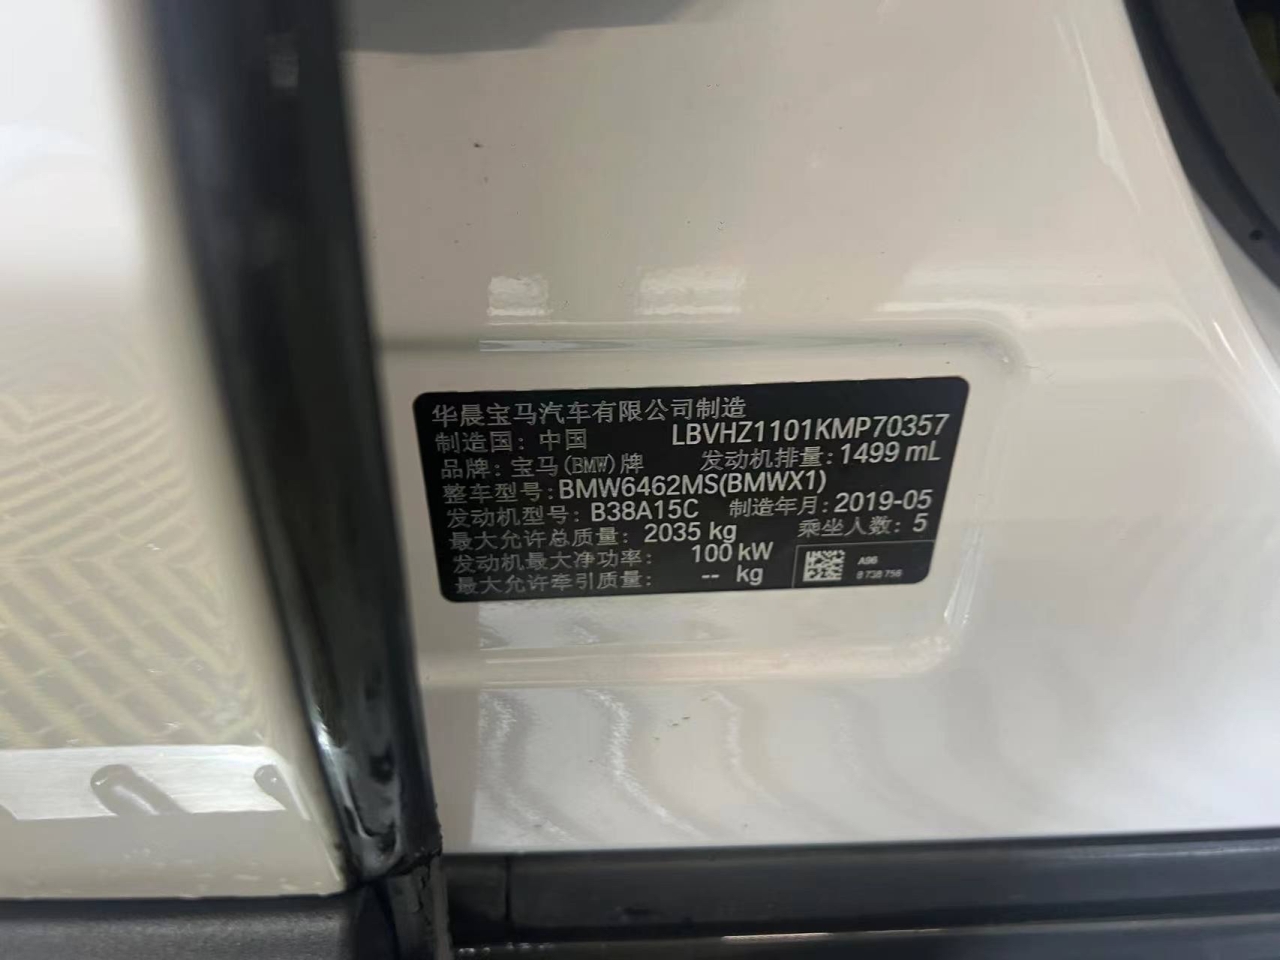 华晨宝马汽车有限公司制造
制造国: 中国 LBVHZ1101KMP70357
品牌: 宝马(BMW)牌 发动机排量: 1499 mL
整车型号: BMW6462MS(BMWX1)
发动机型号: B38A15C 制造年月: 2019-05
最大允许总质量: 2035 kg 乘坐人数: 5
发动机最大净功率: 100 kW
最大允许牵引质量: -- kg
A96
8 738 756